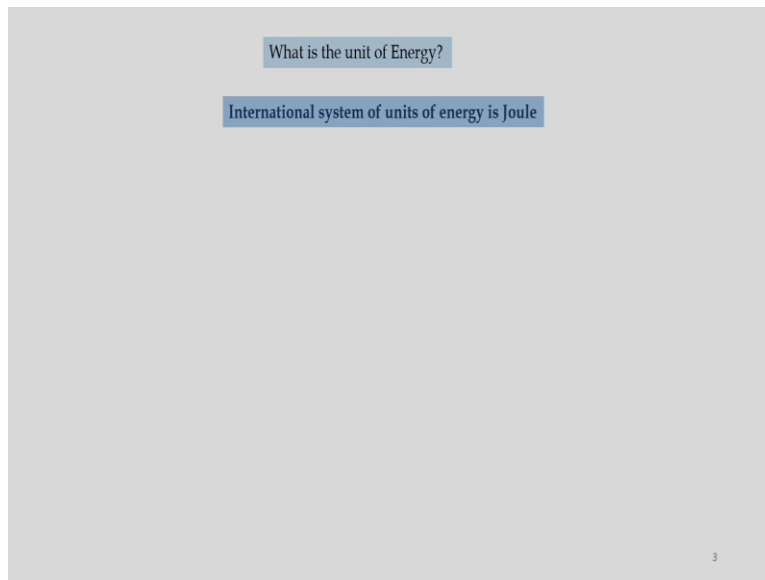 What is the unit of Energy?
International system of units of energy is Joule
3